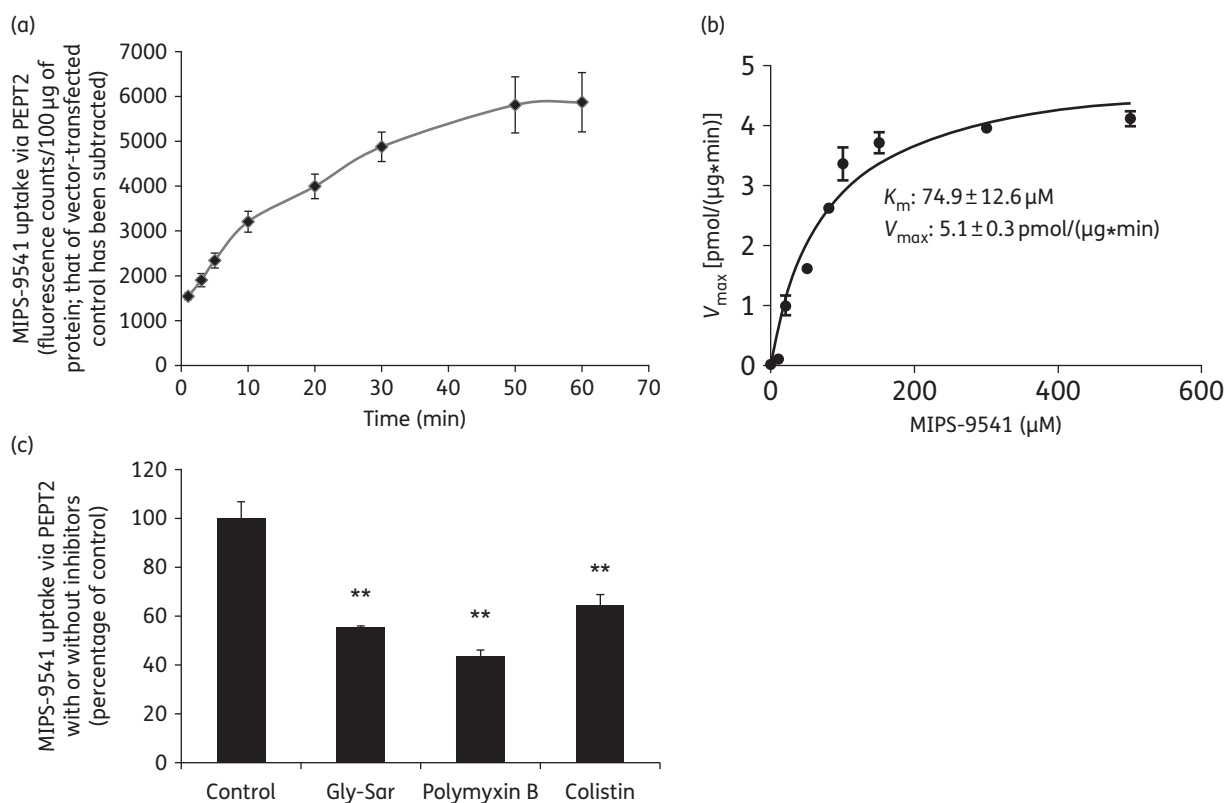 (a)
MIPS-9541 uptake via PEPT2
(fluorescence counts/100 µg of
protein; that of vector-transfected
control has been subtracted)
7000
6000
5000
4000
3000
2000
1000
0
0
10
20
30
40
50
60
70
Time (min)
(b)
Vmax [pmol/(µg*min)]
5
4
3
2
1
0
Km: 74.9 ± 12.6 µM
Vmax: 5.1 ± 0.3 pmol/(µg*min)
0
200
400
600
MIPS-9541 (µM)
(c)
MIPS-9541 uptake via PEPT2
with or without inhibitors
(percentage of control)
120
100
80
60
40
20
0
**
**
**
Control
Gly-Sar
Polymyxin B
Colistin